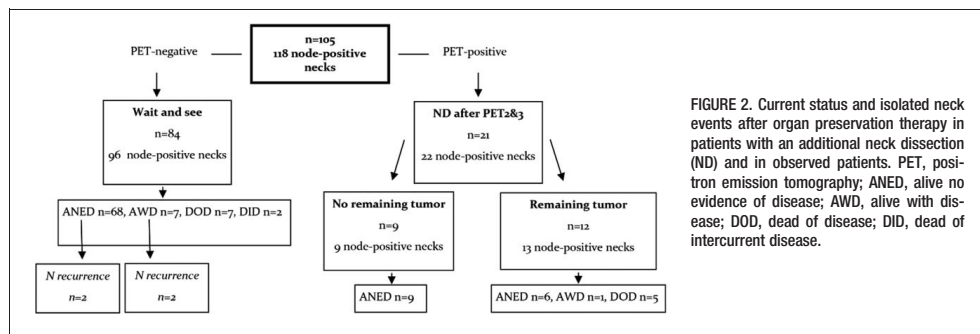 n=105
118 node-positive
necks
PET-negative
PET-positive
Wait and see
n=84
96 node-positive necks
ND after PET2&3
n=21
22 node-positive necks
ANED n=68, AWD n=7, DOD n=7, DID n=2
No remaining tumor
n=9
9 node-positive necks
Remaining tumor
n=12
13 node-positive necks
N recurrence
n=2
N recurrence
n=2
ANED n=9
ANED n=6, AWD n=1, DOD n=5
FIGURE 2. Current status and isolated neck
events after organ preservation therapy in
patients with an additional neck dissection
(ND) and in observed patients. PET, posi-
tron emission tomography; ANED, alive no
evidence of disease; AWD, alive with dis-
ease; DOD, dead of disease; DID, dead of
intercurrent disease.